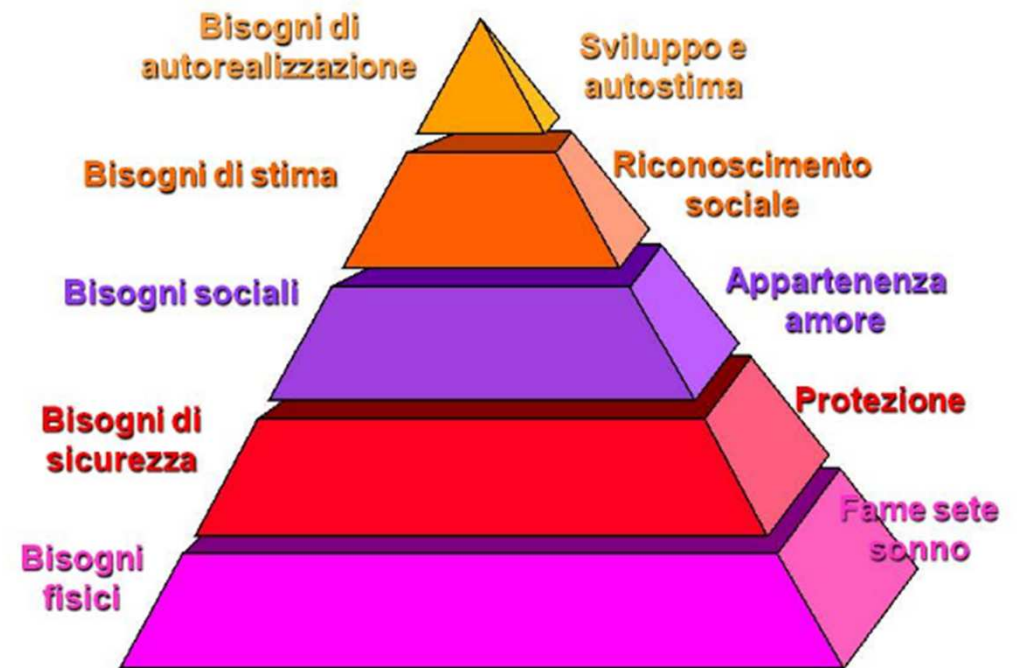 Bisogni di
autorealizzazione
Sviluppo e
autostima
Bisogni di stima
Riconoscimento
sociale
Bisogni sociali
Appartenenza
amore
Bisogni di
sicurezza
Protezione
Bisogni
fisici
Fame sete
sonno